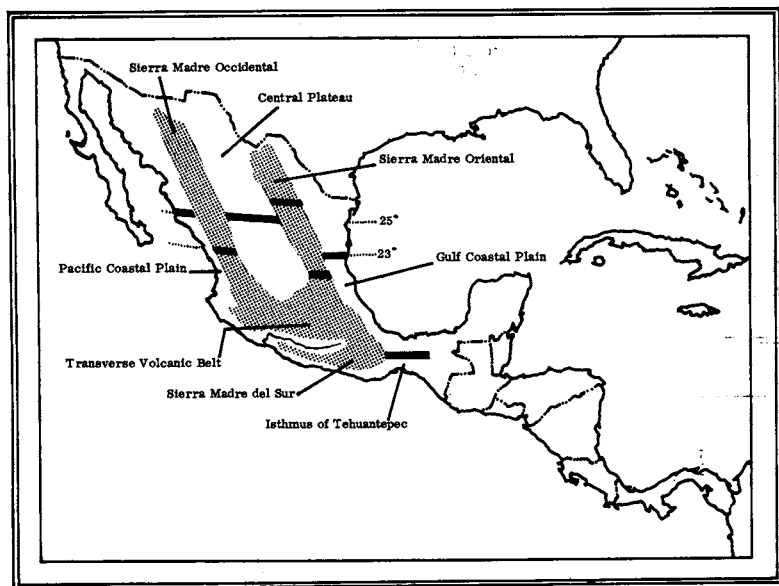 Sierra Madre Occidental
Central Plateau
Sierra Madre Oriental
25°
23°
Gulf Coastal Plain
Pacific Coastal Plain
Transverse Volcanic Belt
Sierra Madre del Sur
Isthmus of Tehuantepec